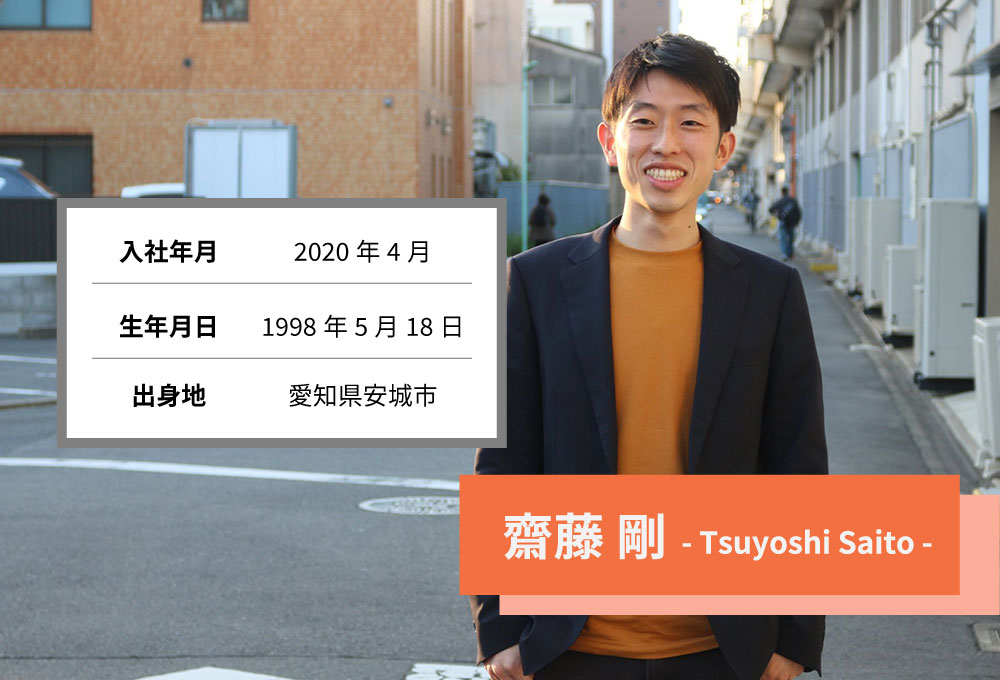 入社年月 2020 年 4 月
生年月日 1998 年 5 月 18 日
出身地 愛知県安城市
齋藤 剛 - Tsuyoshi Saito -